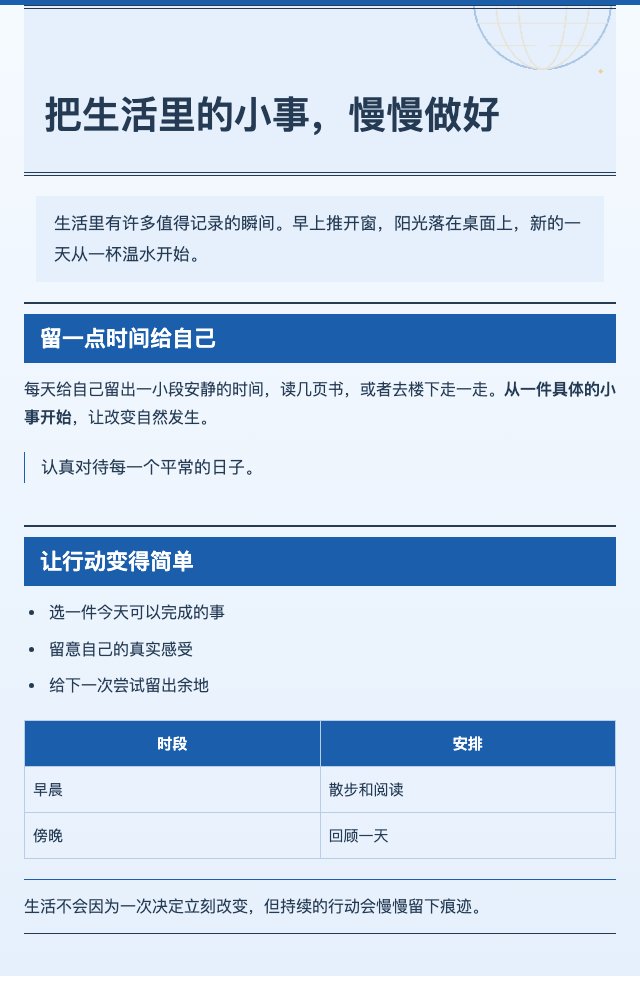 把生活里的小事，慢慢做好
生活里有许多值得记录的瞬间。早上推开窗，阳光落在桌面上，新的一
天从一杯温水开始。
留一点时间给自己
每天给自己留出一小段安静的时间，读几页书，或者去楼下走一走。从一件具体的小
事开始，让改变自然发生。
认真对待每一个平常的日子。
让行动变得简单
选一件今天可以完成的事
留意自己的真实感受
给下一次尝试留出余地
时段 安排
早晨 散步和阅读
傍晚 回顾一天
生活不会因为一次决定立刻改变，但持续的行动会慢慢留下痕迹。